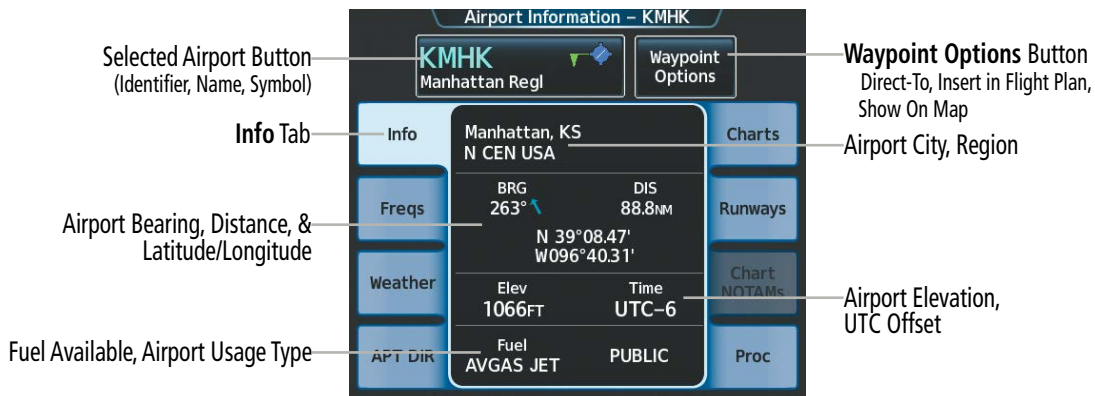 Airport Information – KMHK
Selected Airport Button
(Identifier, Name, Symbol)
KMHK
Manhattan Regl
Waypoint
Options
Waypoint Options Button
Direct-To, Insert in Flight Plan,
Show On Map
Info Tab
Info
Manhattan, KS
N CEN USA
Charts
Airport City, Region
Airport Bearing, Distance, &
Latitude/Longitude
Freqs
BRG
263°
DIS
88.8NM
N 39°08.47'
W096°40.31'
Runways
Weather
Elev
1066FT
Time
UTC–6
Chart
NOTAMs
Airport Elevation,
UTC Offset
Fuel Available, Airport Usage Type
APT DIR
Fuel
AVGAS JET
PUBLIC
Proc